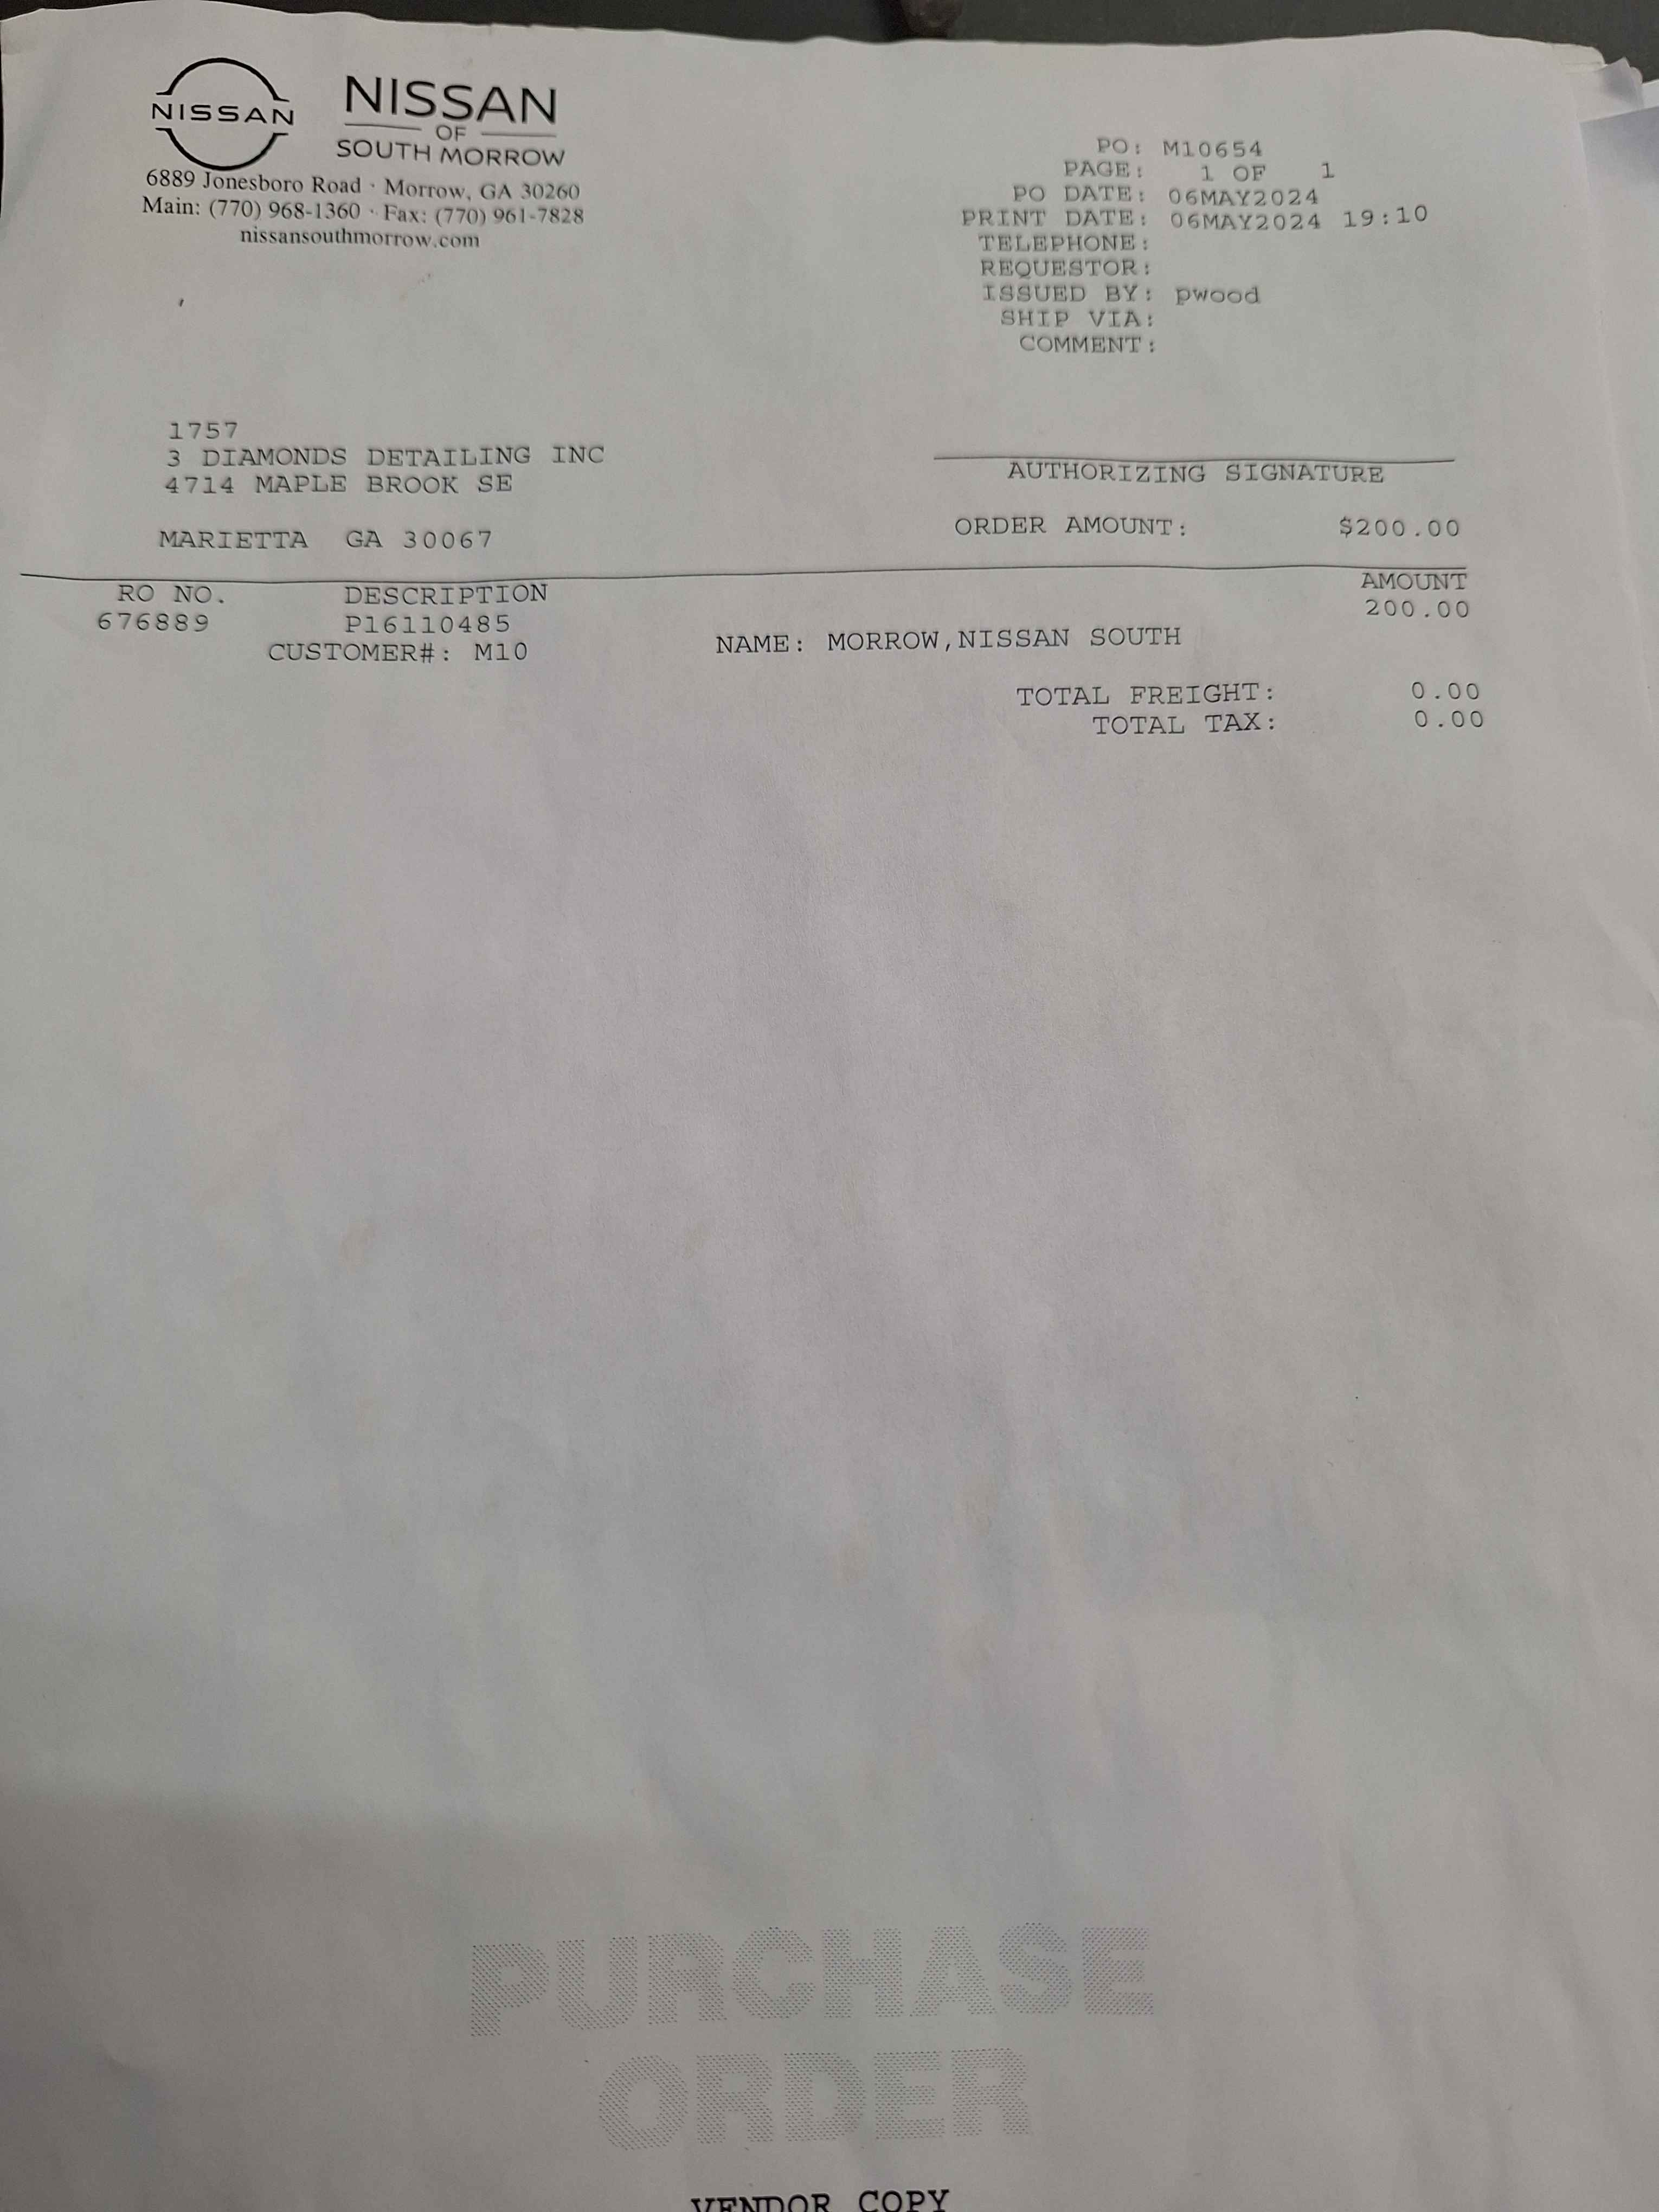 NISSAN
NISSAN
OF
SOUTH MORROW
6889 Jonesboro Road · Morrow, GA 30260
Main: (770) 968-1360 · Fax: (770) 961-7828
nissansouthmorrow.com
PO: M10654
PAGE: 1 OF 1
PO DATE: 06MAY2024
PRINT DATE: 06MAY2024 19:10
TELEPHONE:
REQUESTOR:
ISSUED BY: pwood
SHIP VIA:
COMMENT:
1757
3 DIAMONDS DETAILING INC
4714 MAPLE BROOK SE
MARIETTA GA 30067
AUTHORIZING SIGNATURE
ORDER AMOUNT: $200.00
RO NO. DESCRIPTION AMOUNT
676889 P16110485 200.00
CUSTOMER#: M10 NAME: MORROW,NISSAN SOUTH
TOTAL FREIGHT: 0.00
TOTAL TAX: 0.00
PURCHASE
ORDER
VENDOR COPY